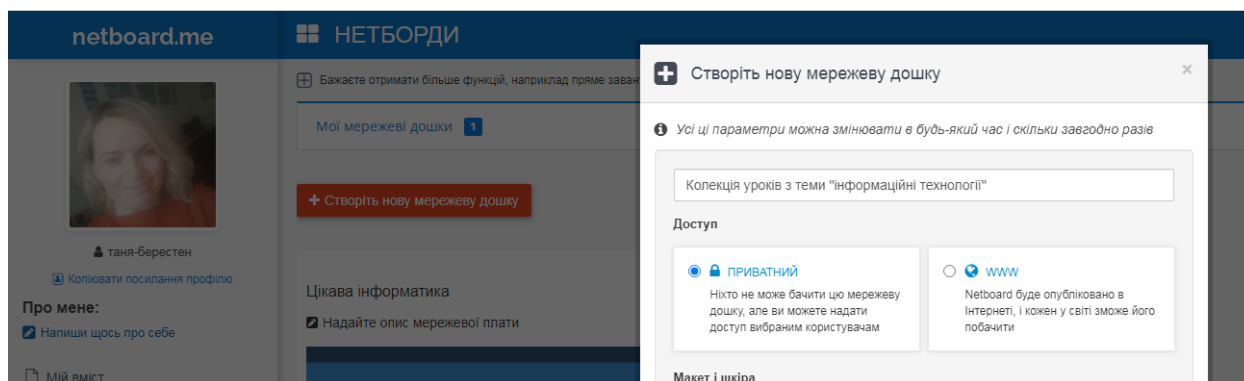 netboard.me
НЕТБОРДИ
Бажаєте отримати більше функцій, наприклад пряме заван
Мої мережеві дошки 1
+ Створіть нову мережеву дошку
таня-берестен
Копіювати посилання профілю
Про мене:
Напиши щось про себе
Мій вміст
Цікава інформатика
Надайте опис мережевої плати
Створіть нову мережеву дошку ×
Усі ці параметри можна змінювати в будь-який час і скільки завгодно разів
Колекція уроків з теми "інформаційні технології"
Доступ
ПРИВАТНИЙ
Ніхто не може бачити цю мережеву
дошку, але ви можете надати
доступ вибраним користувачам
WWW
Netboard буде опубліковано в
Інтернеті, і кожен у світі зможе його
побачити
Макет і шкіра